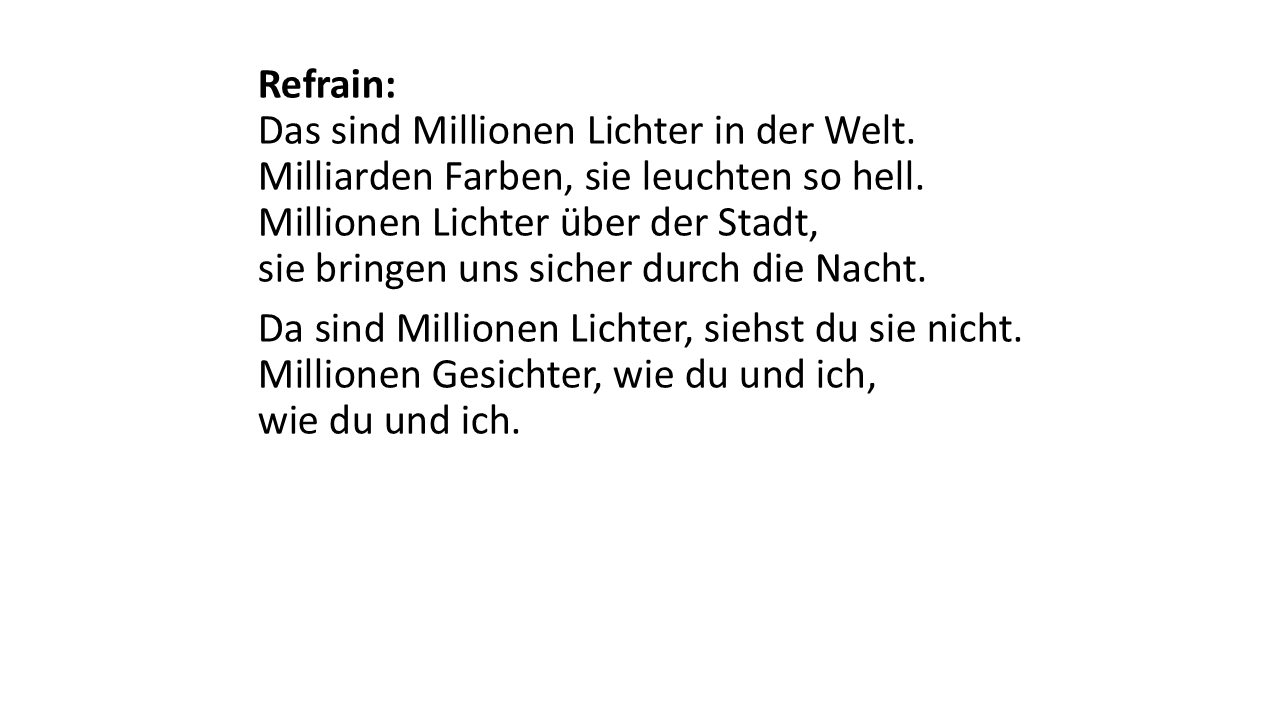 Refrain:
Das sind Millionen Lichter in der Welt.
Milliarden Farben, sie leuchten so hell.
Millionen Lichter über der Stadt,
sie bringen uns sicher durch die Nacht.
Da sind Millionen Lichter, siehst du sie nicht.
Millionen Gesichter, wie du und ich,
wie du und ich.